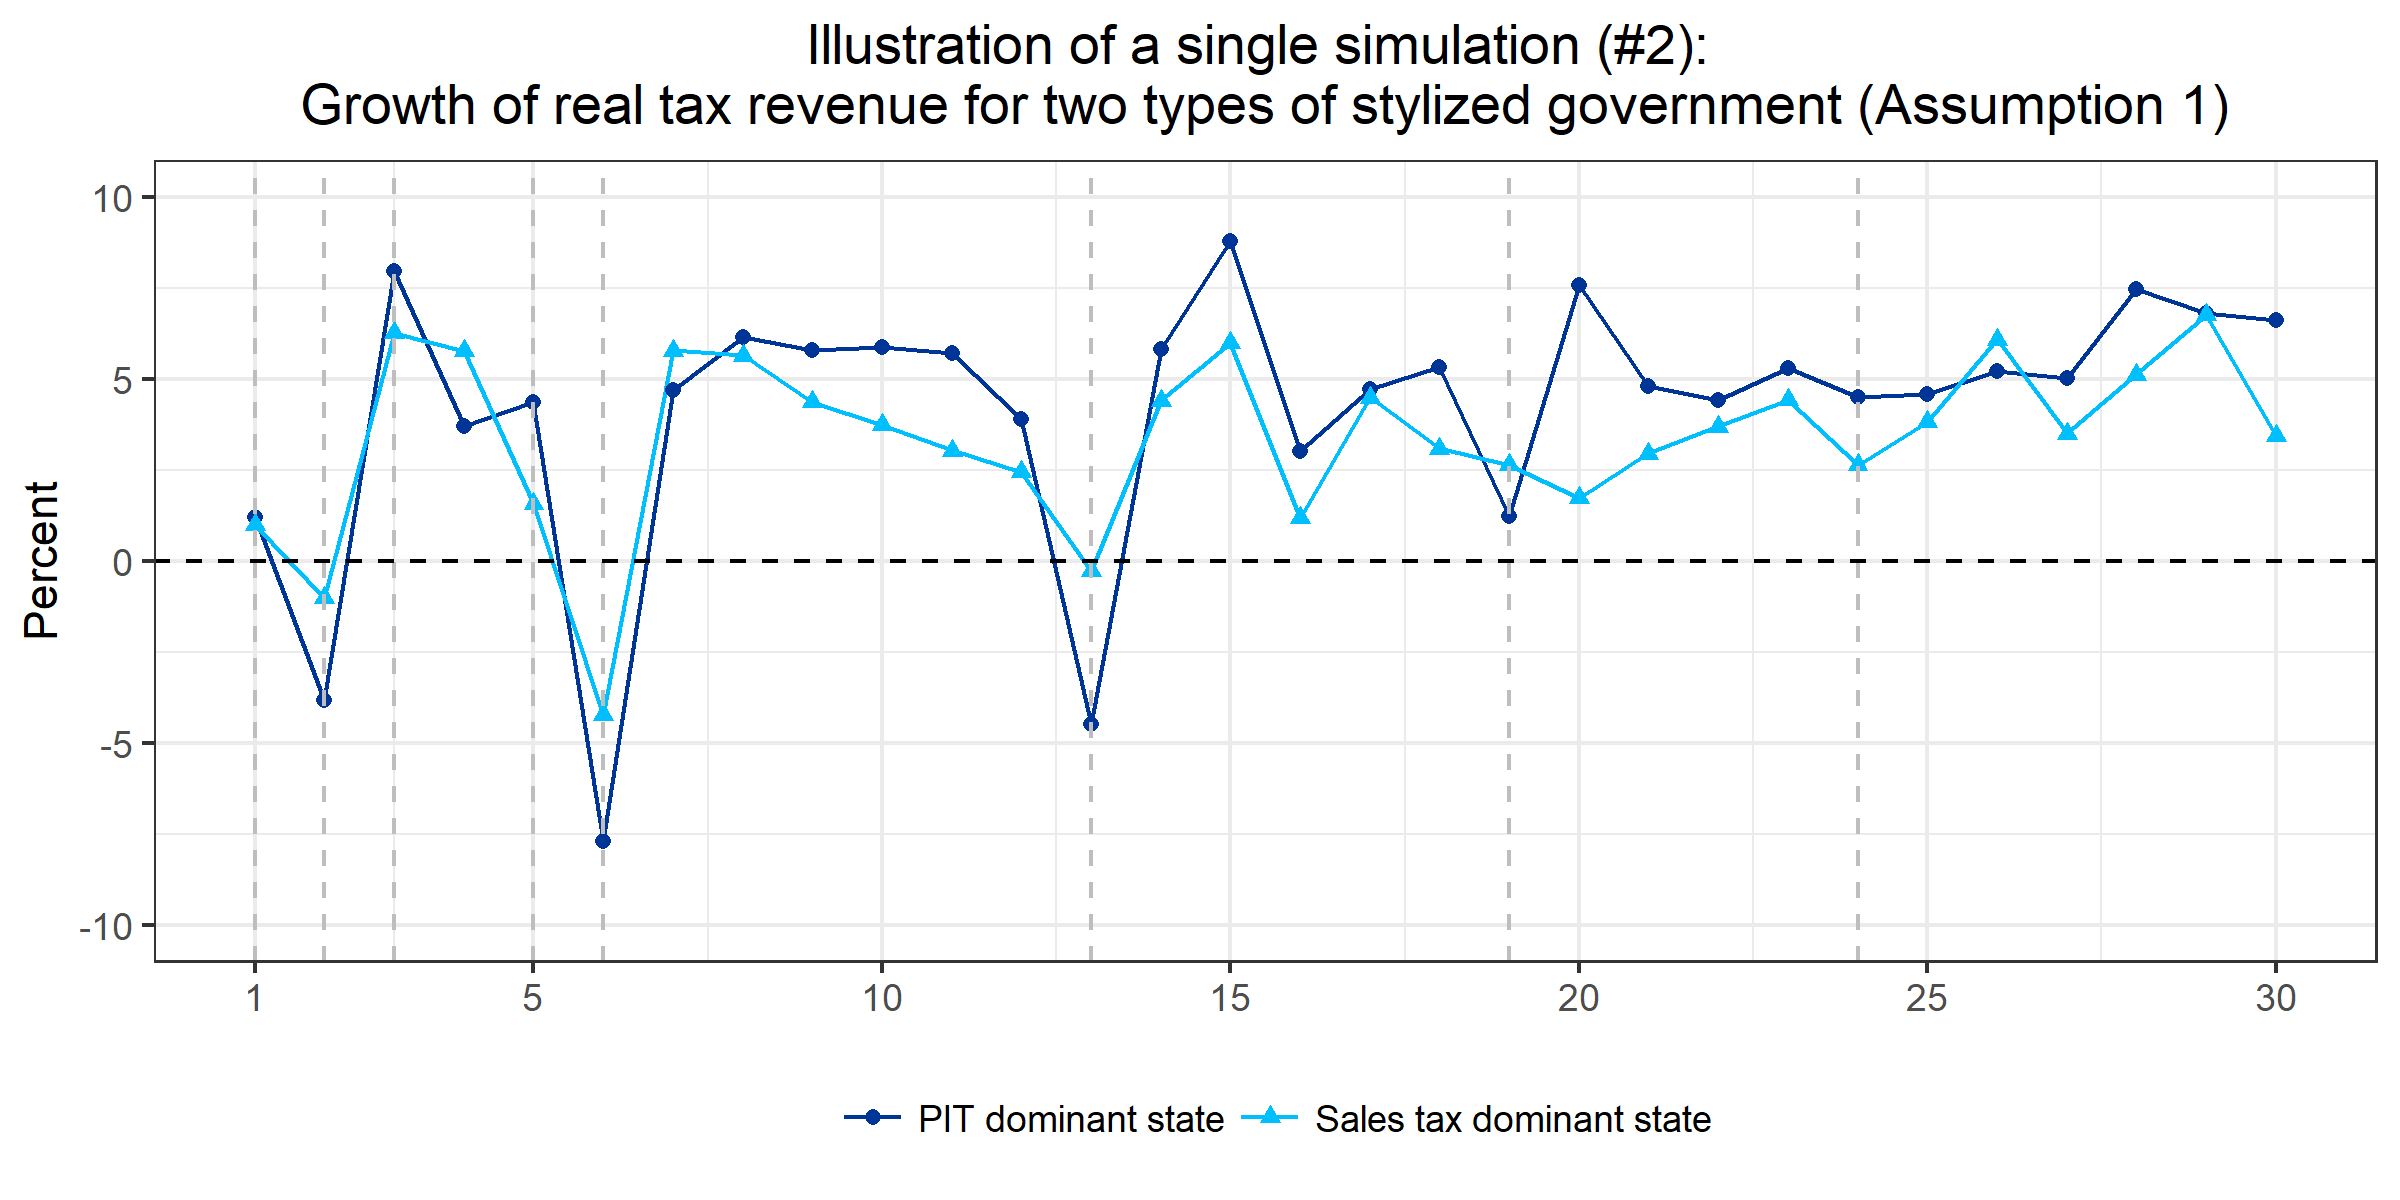 Illustration of a single simulation (#2):
Growth of real tax revenue for two types of stylized government (Assumption 1)
Percent
10
5
0
-5
-10
1 5 10 15 20 25 30
PIT dominant state Sales tax dominant state